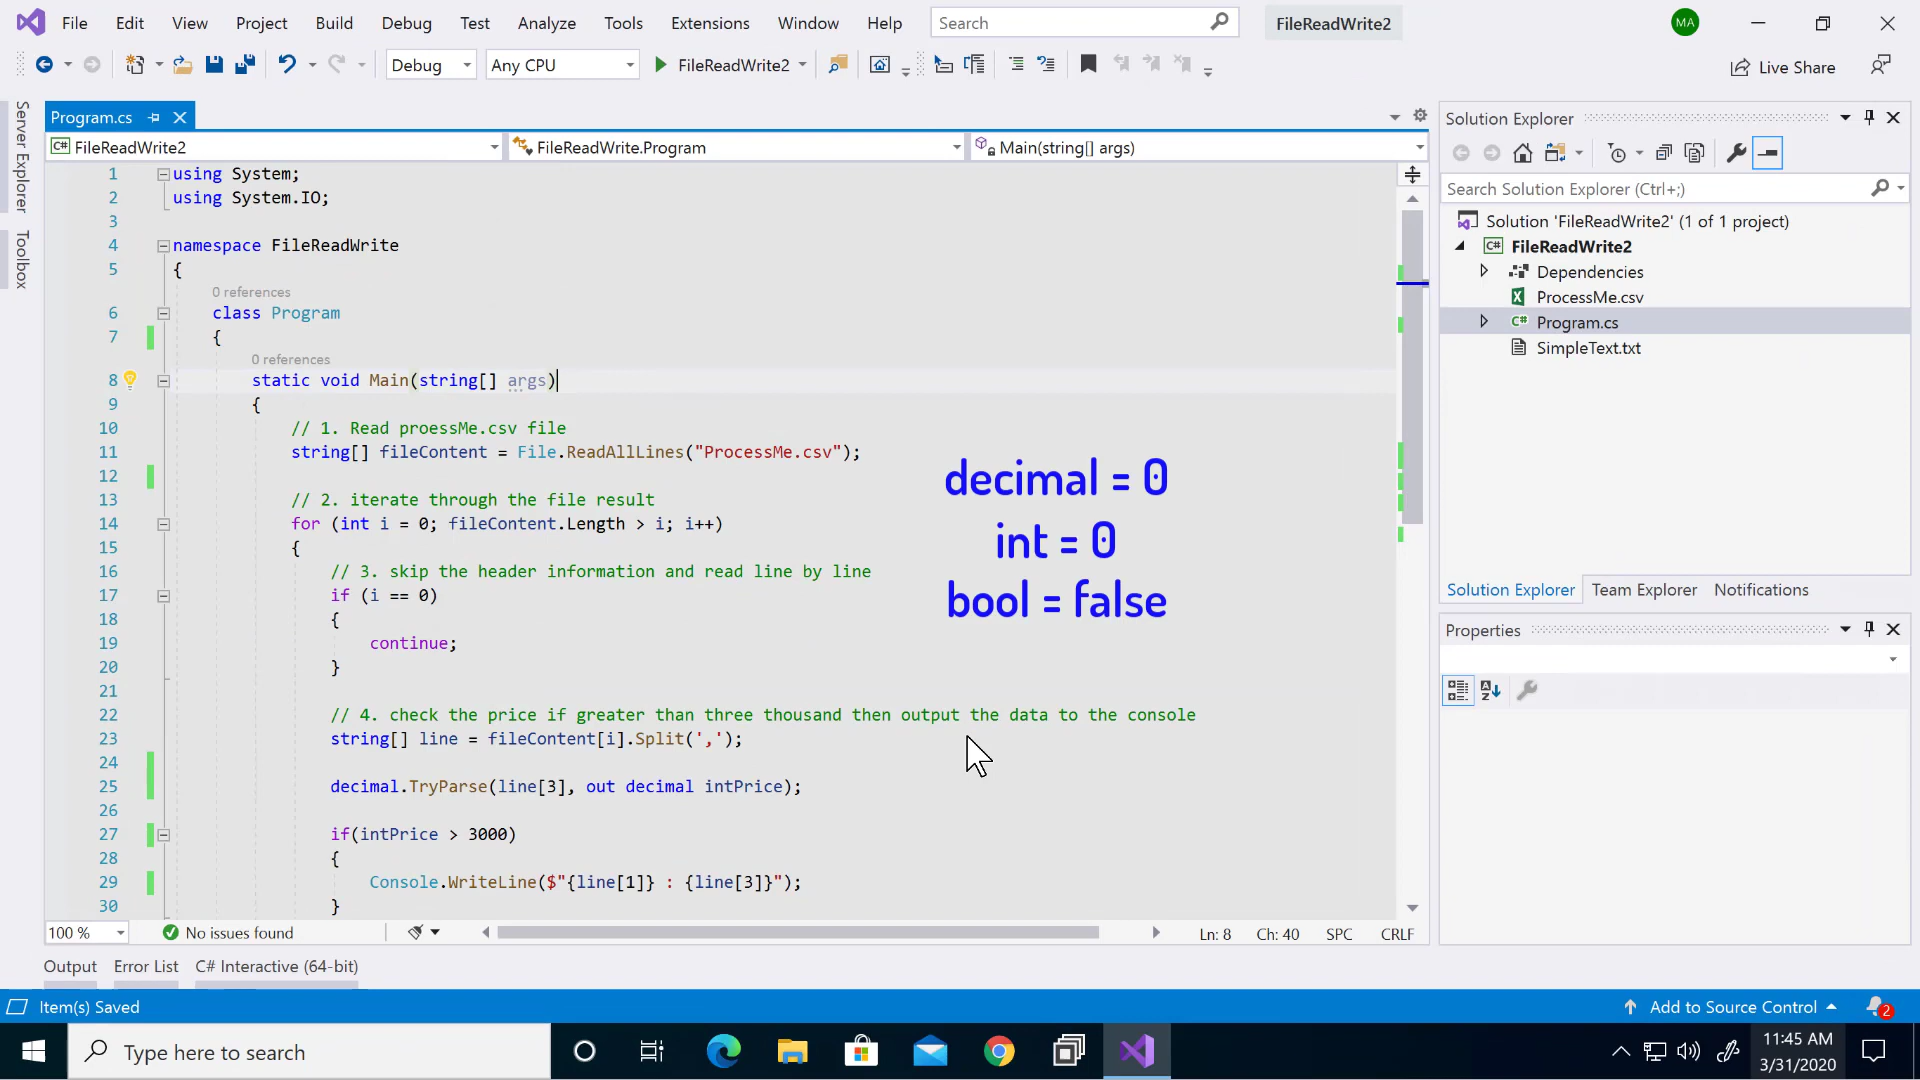 File Edit View Project Build Debug Test Analyze Tools Extensions Window Help Search FileReadWrite2 MA
Debug Any CPU FileReadWrite2 Live Share
Server Explorer
Toolbox
Program.cs
C# FileReadWrite2 FileReadWrite.Program Main(string[] args)
1 using System;
2 using System.IO;
3
4 namespace FileReadWrite
5 {
0 references
6 class Program
7 {
0 references
8 static void Main(string[] args)
9 {
10 // 1. Read proessMe.csv file
11 string[] fileContent = File.ReadAllLines("ProcessMe.csv");
12
13 // 2. iterate through the file result
14 for (int i = 0; fileContent.Length > i; i++)
15 {
16 // 3. skip the header information and read line by line
17 if (i == 0)
18 {
19 continue;
20 }
21
22 // 4. check the price if greater than three thousand then output the data to the console
23 string[] line = fileContent[i].Split(',');
24
25 decimal.TryParse(line[3], out decimal intPrice);
26
27 if(intPrice > 3000)
28 {
29 Console.WriteLine($"{line[1]} : {line[3]}");
30 }
decimal = 0
int = 0
bool = false
100 % No issues found Ln: 8 Ch: 40 SPC CRLF
Output Error List C# Interactive (64-bit)
Solution Explorer
Search Solution Explorer (Ctrl+;)
Solution 'FileReadWrite2' (1 of 1 project)
C# FileReadWrite2
Dependencies
ProcessMe.csv
C# Program.cs
SimpleText.txt
Solution Explorer Team Explorer Notifications
Properties
Item(s) Saved Add to Source Control 2
Type here to search
11:45 AM
3/31/2020